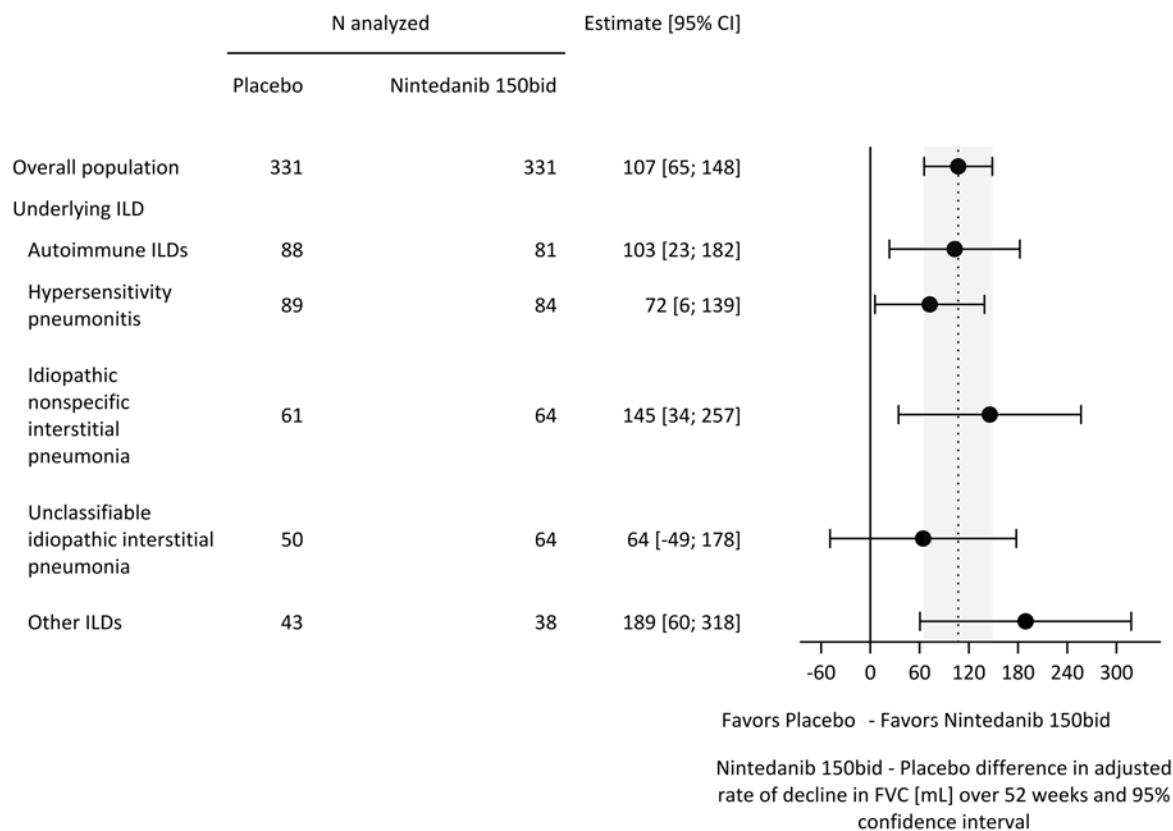 N analyzed Estimate [95% CI]
Placebo Nintedanib 150bid
Overall population 331 331 107 [65; 148]
Underlying ILD
Autoimmune ILDs 88 81 103 [23; 182]
Hypersensitivity
pneumonitis 89 84 72 [6; 139]
Idiopathic
nonspecific
interstitial
pneumonia 61 64 145 [34; 257]
Unclassifiable
idiopathic interstitial
pneumonia 50 64 64 [-49; 178]
Other ILDs 43 38 189 [60; 318]
-60 0 60 120 180 240 300
Favors Placebo - Favors Nintedanib 150bid
Nintedanib 150bid - Placebo difference in adjusted
rate of decline in FVC [mL] over 52 weeks and 95%
confidence interval